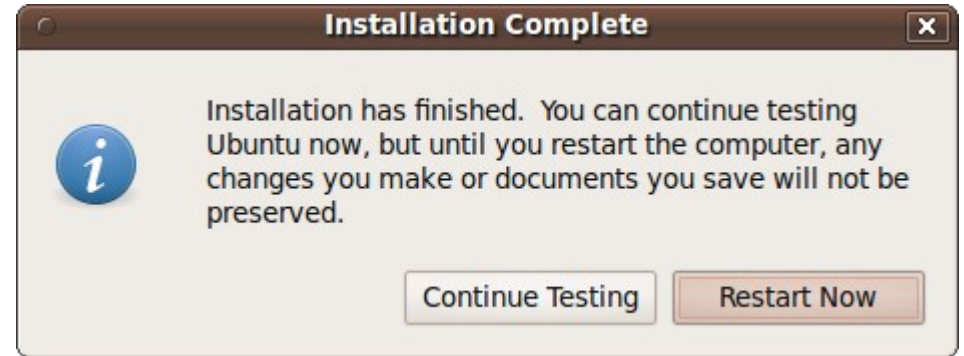 Installation Complete
Installation has finished.  You can continue testing
Ubuntu now, but until you restart the computer, any
changes you make or documents you save will not be
preserved.
Continue Testing
Restart Now